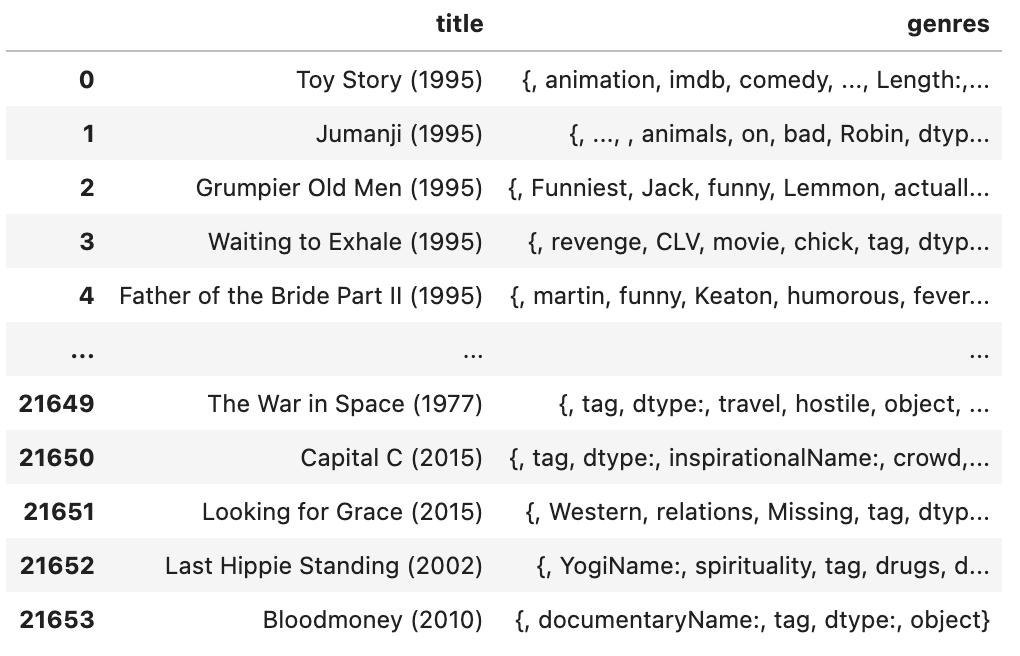 title genres
0 Toy Story (1995) {, animation, imdb, comedy, ..., Length:,...
1 Jumanji (1995) {, ..., , animals, on, bad, Robin, dtyp...
2 Grumpier Old Men (1995) {, Funniest, Jack, funny, Lemmon, actuall...
3 Waiting to Exhale (1995) {, revenge, CLV, movie, chick, tag, dtyp...
4 Father of the Bride Part II (1995) {, martin, funny, Keaton, humorous, fever...
... ... ...
21649 The War in Space (1977) {, tag, dtype:, travel, hostile, object, ...
21650 Capital C (2015) {, tag, dtype:, inspirationalName:, crowd,...
21651 Looking for Grace (2015) {, Western, relations, Missing, tag, dtyp...
21652 Last Hippie Standing (2002) {, YogiName:, spirituality, tag, drugs, d...
21653 Bloodmoney (2010) {, documentaryName:, tag, dtype:, object}